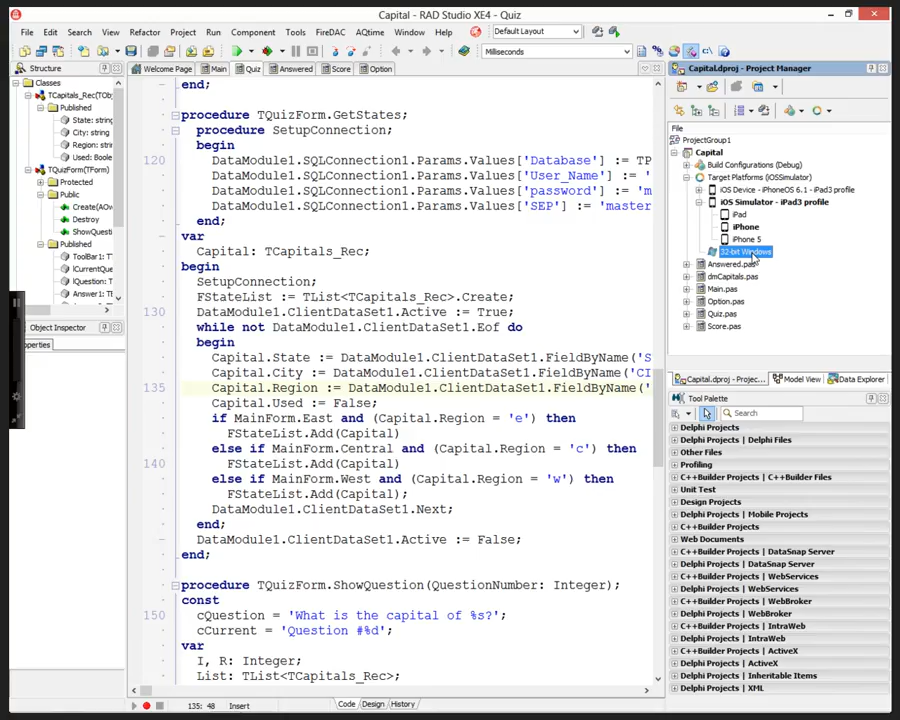 Capital - RAD Studio XE4 - Quiz
File Edit Search View Refactor Project Run Component Tools FireDAC AQtime Window Help Default Layout
Milliseconds
Structure
Welcome Page Main Quiz Answered Score Option
Classes
TCapitals_Rec(TObj
Published
State: string
City: string
Region: string
Used: Boole
TQuizForm(TForm)
Protected
Public
Create(AOw
Destroy
ShowQuesti
Published
ToolBar1: T
lCurrentQue
lQuestion: T
Answer1: T
Object Inspector
operties
end;
procedure TQuizForm.GetStates;
procedure SetupConnection;
begin
120 DataModule1.SQLConnection1.Params.Values['Database'] := TP
DataModule1.SQLConnection1.Params.Values['User_Name'] :=
DataModule1.SQLConnection1.Params.Values['password'] := 'm
DataModule1.SQLConnection1.Params.Values['SEP'] := 'master
end;
var
Capital: TCapitals_Rec;
begin
SetupConnection;
FStateList := TList<TCapitals_Rec>.Create;
130 DataModule1.ClientDataSet1.Active := True;
while not DataModule1.ClientDataSet1.Eof do
begin
Capital.State := DataModule1.ClientDataSet1.FieldByName('S
Capital.City := DataModule1.ClientDataSet1.FieldByName('CI
135 Capital.Region := DataModule1.ClientDataSet1.FieldByName('
Capital.Used := False;
if MainForm.East and (Capital.Region = 'e') then
FStateList.Add(Capital)
else if MainForm.Central and (Capital.Region = 'c') then
140 FStateList.Add(Capital)
else if MainForm.West and (Capital.Region = 'w') then
FStateList.Add(Capital);
DataModule1.ClientDataSet1.Next;
end;
DataModule1.ClientDataSet1.Active := False;
end;
procedure TQuizForm.ShowQuestion(QuestionNumber: Integer);
const
150 cQuestion = 'What is the capital of %s?';
cCurrent = 'Question #%d';
var
I, R: Integer;
List: TList<TCapitals_Rec>;
135: 48 Insert Code Design History
Capital.dproj - Project Manager
File
ProjectGroup1
Capital
Build Configurations (Debug)
Target Platforms (iOSSimulator)
iOS Device - iPhoneOS 6.1 - iPad3 profile
iOS Simulator - iPad3 profile
iPad
iPhone
iPhone 5
32-bit Windows
Answered.pas
dmCapitals.pas
Main.pas
Option.pas
Quiz.pas
Score.pas
Capital.dproj - Projec... Model View Data Explorer
Tool Palette
Search
Delphi Projects
Delphi Projects | Delphi Files
Other Files
Profiling
C++Builder Projects | C++Builder Files
Unit Test
Design Projects
Delphi Projects | Mobile Projects
C++Builder Projects
Web Documents
C++Builder Projects | DataSnap Server
Delphi Projects | DataSnap Server
C++Builder Projects | WebServices
Delphi Projects | WebServices
C++Builder Projects | WebBroker
Delphi Projects | WebBroker
C++Builder Projects | IntraWeb
Delphi Projects | IntraWeb
C++Builder Projects | ActiveX
Delphi Projects | ActiveX
Delphi Projects | Inheritable Items
Delphi Projects | XML